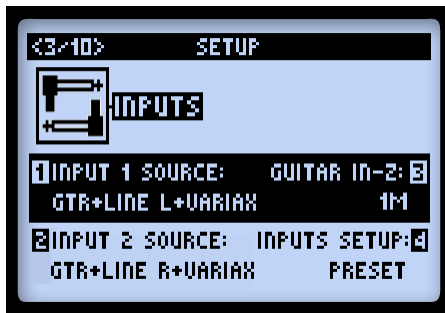 <3/10> SETUP
INPUTS
1 INPUT 1 SOURCE: GUITAR IN-Z: 3
GTR+LINE L+VARIAX 1M
2 INPUT 2 SOURCE: INPUTS SETUP: 4
GTR+LINE R+VARIAX PRESET